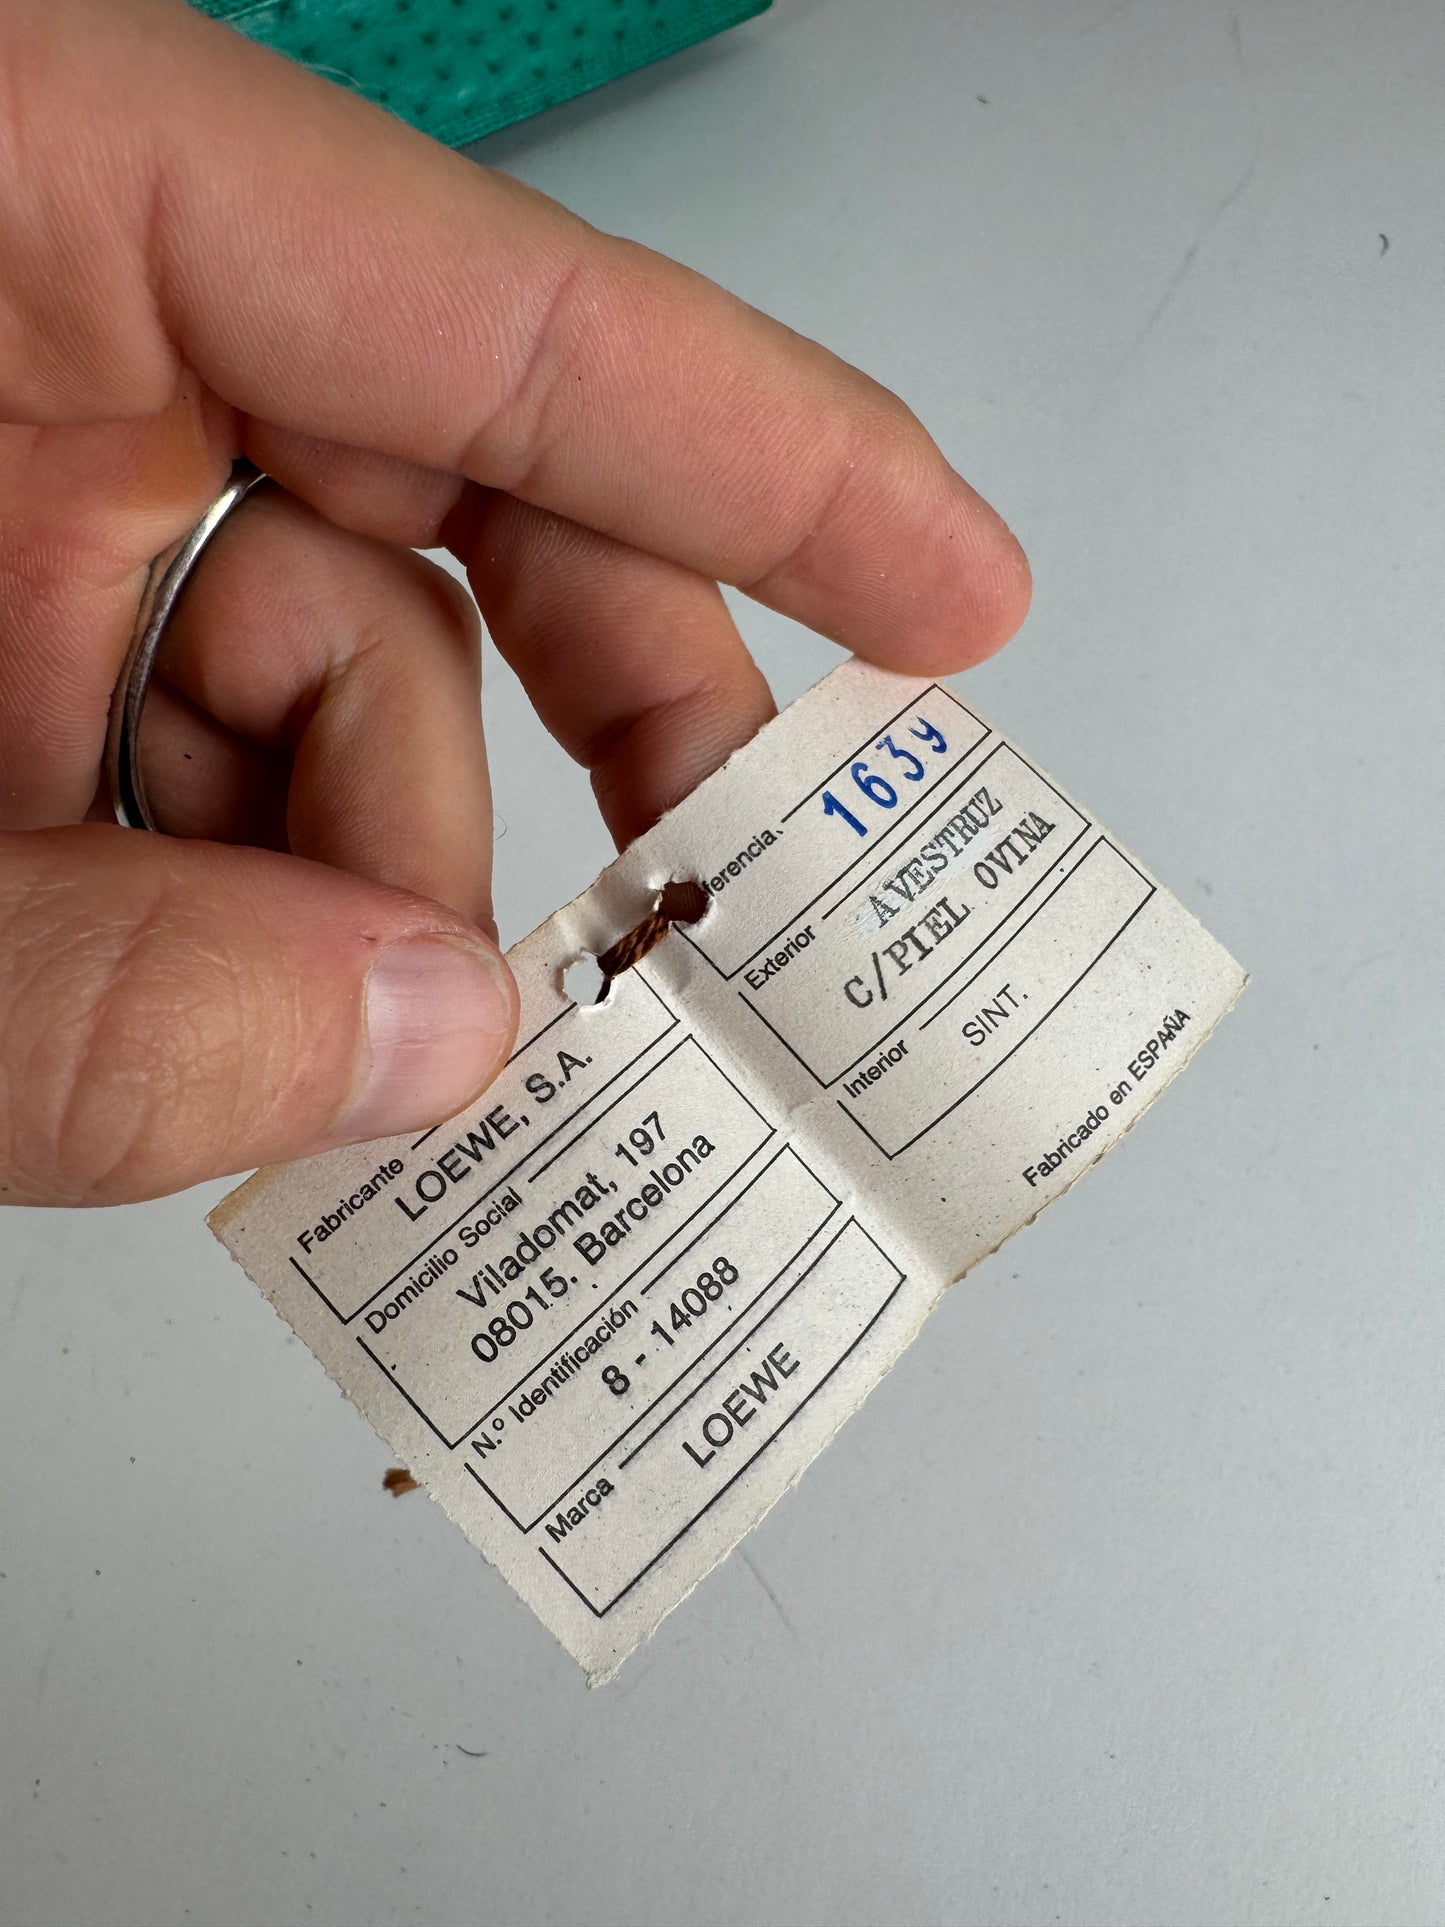 Fabricante
LOEWE, S.A.
Domicilio Social
Viladomat, 197
08015. Barcelona
N.º Identificación
8 - 14088
Marca
LOEWE
ferencia
1639
Exterior
AVESTRUZ
C/PIEL OVINA
Interior
SINT.
Fabricado en ESPAÑA